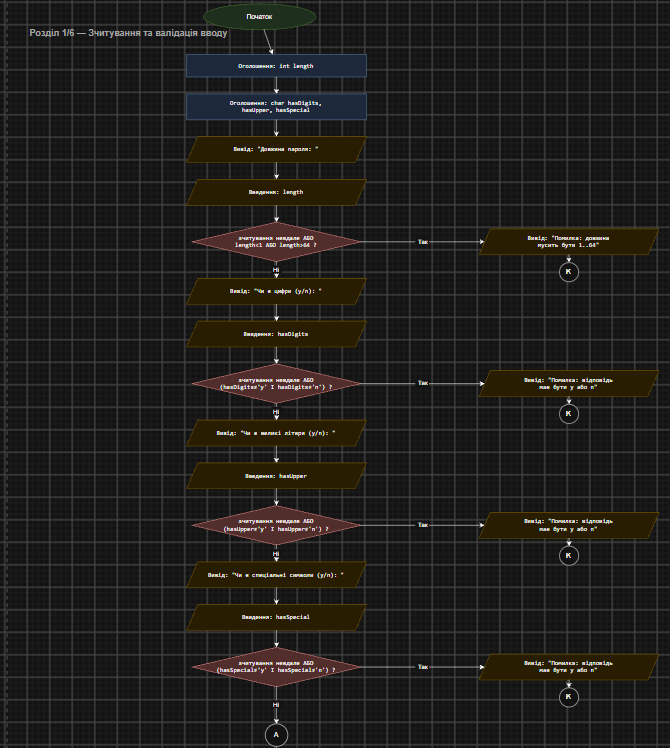 Початок
Розділ 1/6 — Зчитування та валідація вводу
Оголошення: int length
Оголошення: char hasDigits,
hasUpper, hasSpecial
Вивід: "Довжина пароля: "
Введення: length
зчитування невдале АБО
length<1 АБО length>64 ?
Так
Вивід: "Помилка: довжина
мусить бути 1..64"
К
Ні
Вивід: "Чи є цифри (y/n): "
Введення: hasDigits
зчитування невдале АБО
(hasDigits≠'y' І hasDigits≠'n') ?
Так
Вивід: "Помилка: відповідь
має бути y або n"
К
Ні
Вивід: "Чи є великі літери (y/n): "
Введення: hasUpper
зчитування невдале АБО
(hasUpper≠'y' І hasUpper≠'n') ?
Так
Вивід: "Помилка: відповідь
має бути y або n"
К
Ні
Вивід: "Чи є спеціальні символи (y/n): "
Введення: hasSpecial
зчитування невдале АБО
(hasSpecial≠'y' І hasSpecial≠'n') ?
Так
Вивід: "Помилка: відповідь
має бути y або n"
К
Ні
А